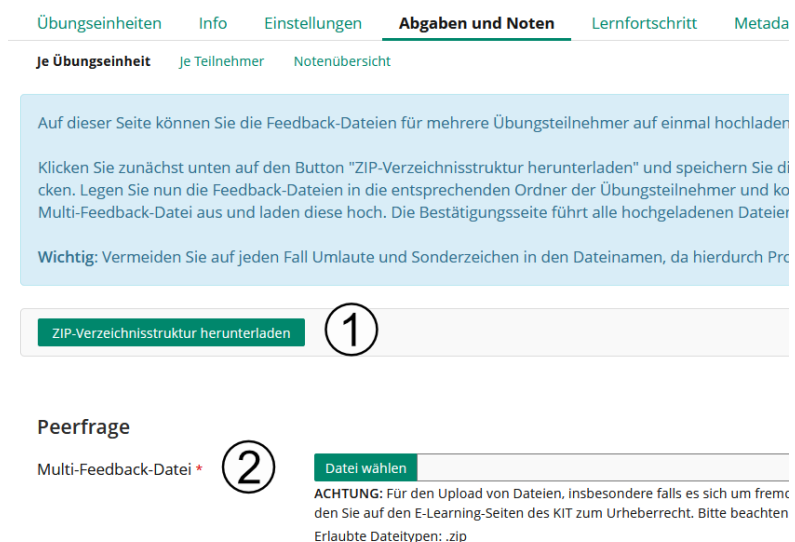 Übungseinheiten Info Einstellungen Abgaben und Noten Lernfortschritt
Je Übungseinheit Je Teilnehmer Notenübersicht
Auf dieser Seite können Sie die Feedback-Dateien für mehrere Übungsteilnehmer auf einmal hochladen
Klicken Sie zunächst unten auf den Button "ZIP-Verzeichnisstruktur herunterladen" und speichern Sie
cken. Legen Sie nun die Feedback-Dateien in die entsprechenden Ordner der Übungsteilnehmer und
Multi-Feedback-Datei aus und laden diese hoch. Die Bestätigungsseite führt alle hochgeladenen Dateien
Wichtig: Vermeiden Sie auf jeden Fall Umlaute und Sonderzeichen in den Dateinamen, da hierdurch
ZIP-Verzeichnisstruktur herunterladen 1
Peerfrage
Multi-Feedback-Datei * 2 Datei wählen
ACHTUNG: Für den Upload von Dateien, insbesondere falls es sich um
den Sie auf den E-Learning-Seiten des KIT zum Urheberrecht. Bitte beachten
Erlaubte Dateitypen: .zip